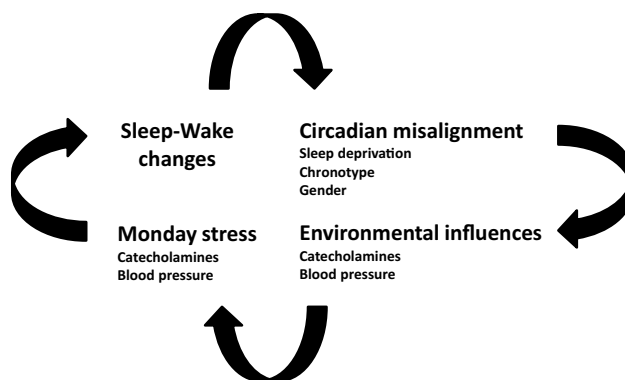 Sleep-Wake
changes
Circadian misalignment
Sleep deprivation
Chronotype
Gender
Monday stress
Catecholamines
Blood pressure
Environmental influences
Catecholamines
Blood pressure